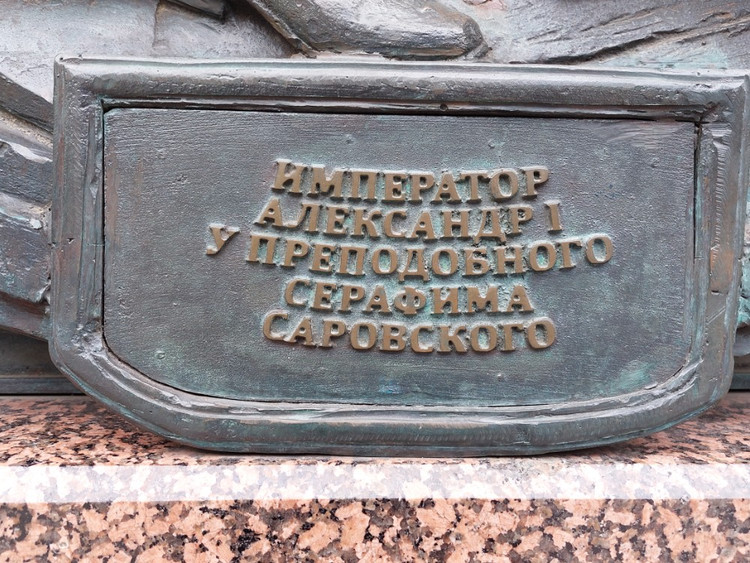 ИМПЕРАТОР
АЛЕКСАНДР I
У ПРЕПОДОБНОГО
СЕРАФИМА
САРОВСКОГО